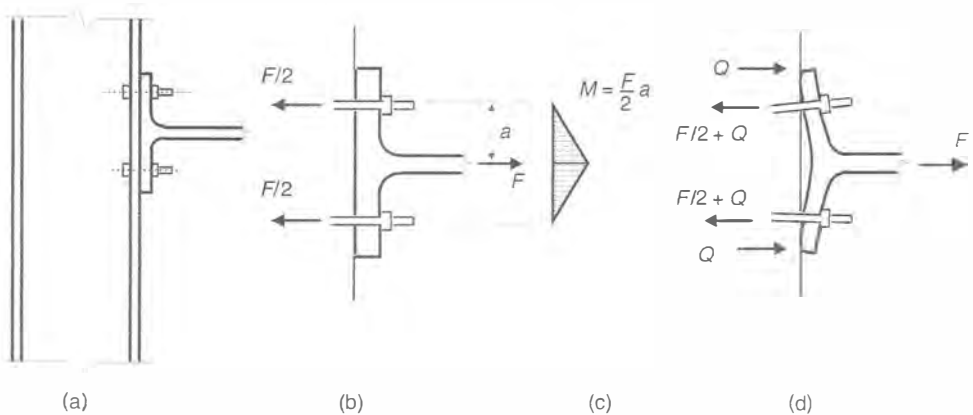 F/2
F/2
a
F
M = F/2 a
Q
F/2 + Q
F/2 + Q
Q
F
(a)
(b)
(c)
(d)